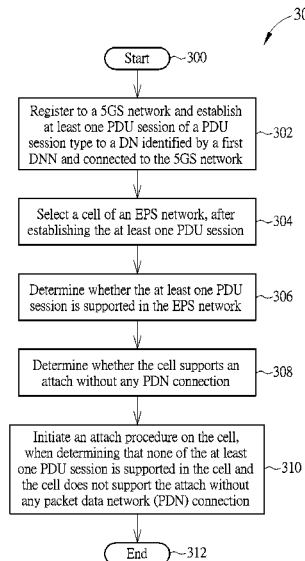 30
Start
300
Register to a 5GS network and establish
at least one PDU session of a PDU
session type to a DN identified by a first
DNN and connected to the 5GS network
302
Select a cell of an EPS network, after
establishing the at least one PDU session
304
Determine whether the at least one PDU
session is supported in the EPS network
306
Determine whether the cell supports an
attach without any PDN connection
308
Initiate an attach procedure on the cell,
when determining that none of the at least
one PDU session is supported in the cell and
the cell does not support the attach without
any packet data network (PDN) connection
310
End
312